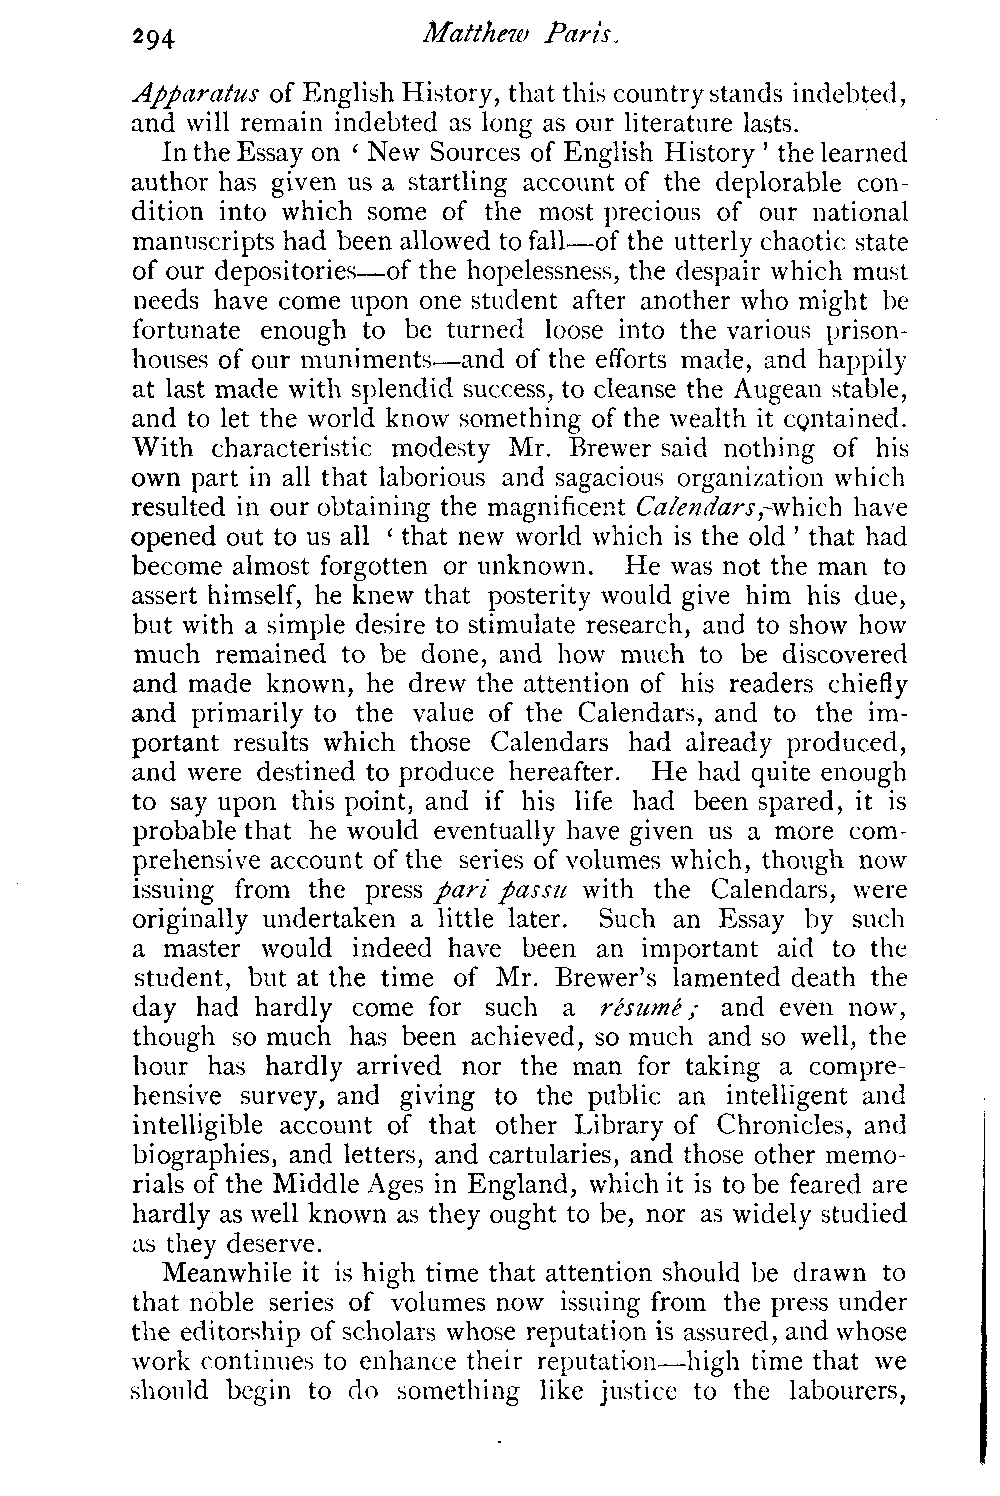 294 Matthew Paris.
Apparatus of English History, that this country stands indebted,
and will remain indebted as long as our literature lasts.
In the Essay on ‘ New Sources of English History ’ the learned
author has given us a startling account of the deplorable con-
dition into which some of the most precious of our national
manuscripts had been allowed to fall—of the utterly chaotic state
of our depositories—of the hopelessness, the despair which must
needs have come upon one student after another who might be
fortunate enough to be turned loose into the various prison-
houses of our muniments—and of the efforts made, and happily
at last made with splendid success, to cleanse the Augean stable,
and to let the world know something of the wealth it contained.
With characteristic modesty Mr. Brewer said nothing of his
own part in all that laborious and sagacious organization which
resulted in our obtaining the magnificent Calendars, which have
opened out to us all ‘ that new world which is the old ’ that had
become almost forgotten or unknown. He was not the man to
assert himself, he knew that posterity would give him his due,
but with a simple desire to stimulate research, and to show how
much remained to be done, and how much to be discovered
and made known, he drew the attention of his readers chiefly
and primarily to the value of the Calendars, and to the im-
portant results which those Calendars had already produced,
and were destined to produce hereafter. He had quite enough
to say upon this point, and if his life had been spared, it is
probable that he would eventually have given us a more com-
prehensive account of the series of volumes which, though now
issuing from the press pari passu with the Calendars, were
originally undertaken a little later. Such an Essay by such
a master would indeed have been an important aid to the
student, but at the time of Mr. Brewer's lamented death the
day had hardly come for such a résumé; and even now,
though so much has been achieved, so much and so well, the
hour has hardly arrived nor the man for taking a compre-
hensive survey, and giving to the public an intelligent and
intelligible account of that other Library of Chronicles, and
biographies, and letters, and cartularies, and those other memo-
rials of the Middle Ages in England, which it is to be feared are
hardly as well known as they ought to be, nor as widely studied
as they deserve.
Meanwhile it is high time that attention should be drawn to
that noble series of volumes now issuing from the press under
the editorship of scholars whose reputation is assured, and whose
work continues to enhance their reputation—high time that we
should begin to do something like justice to the labourers,